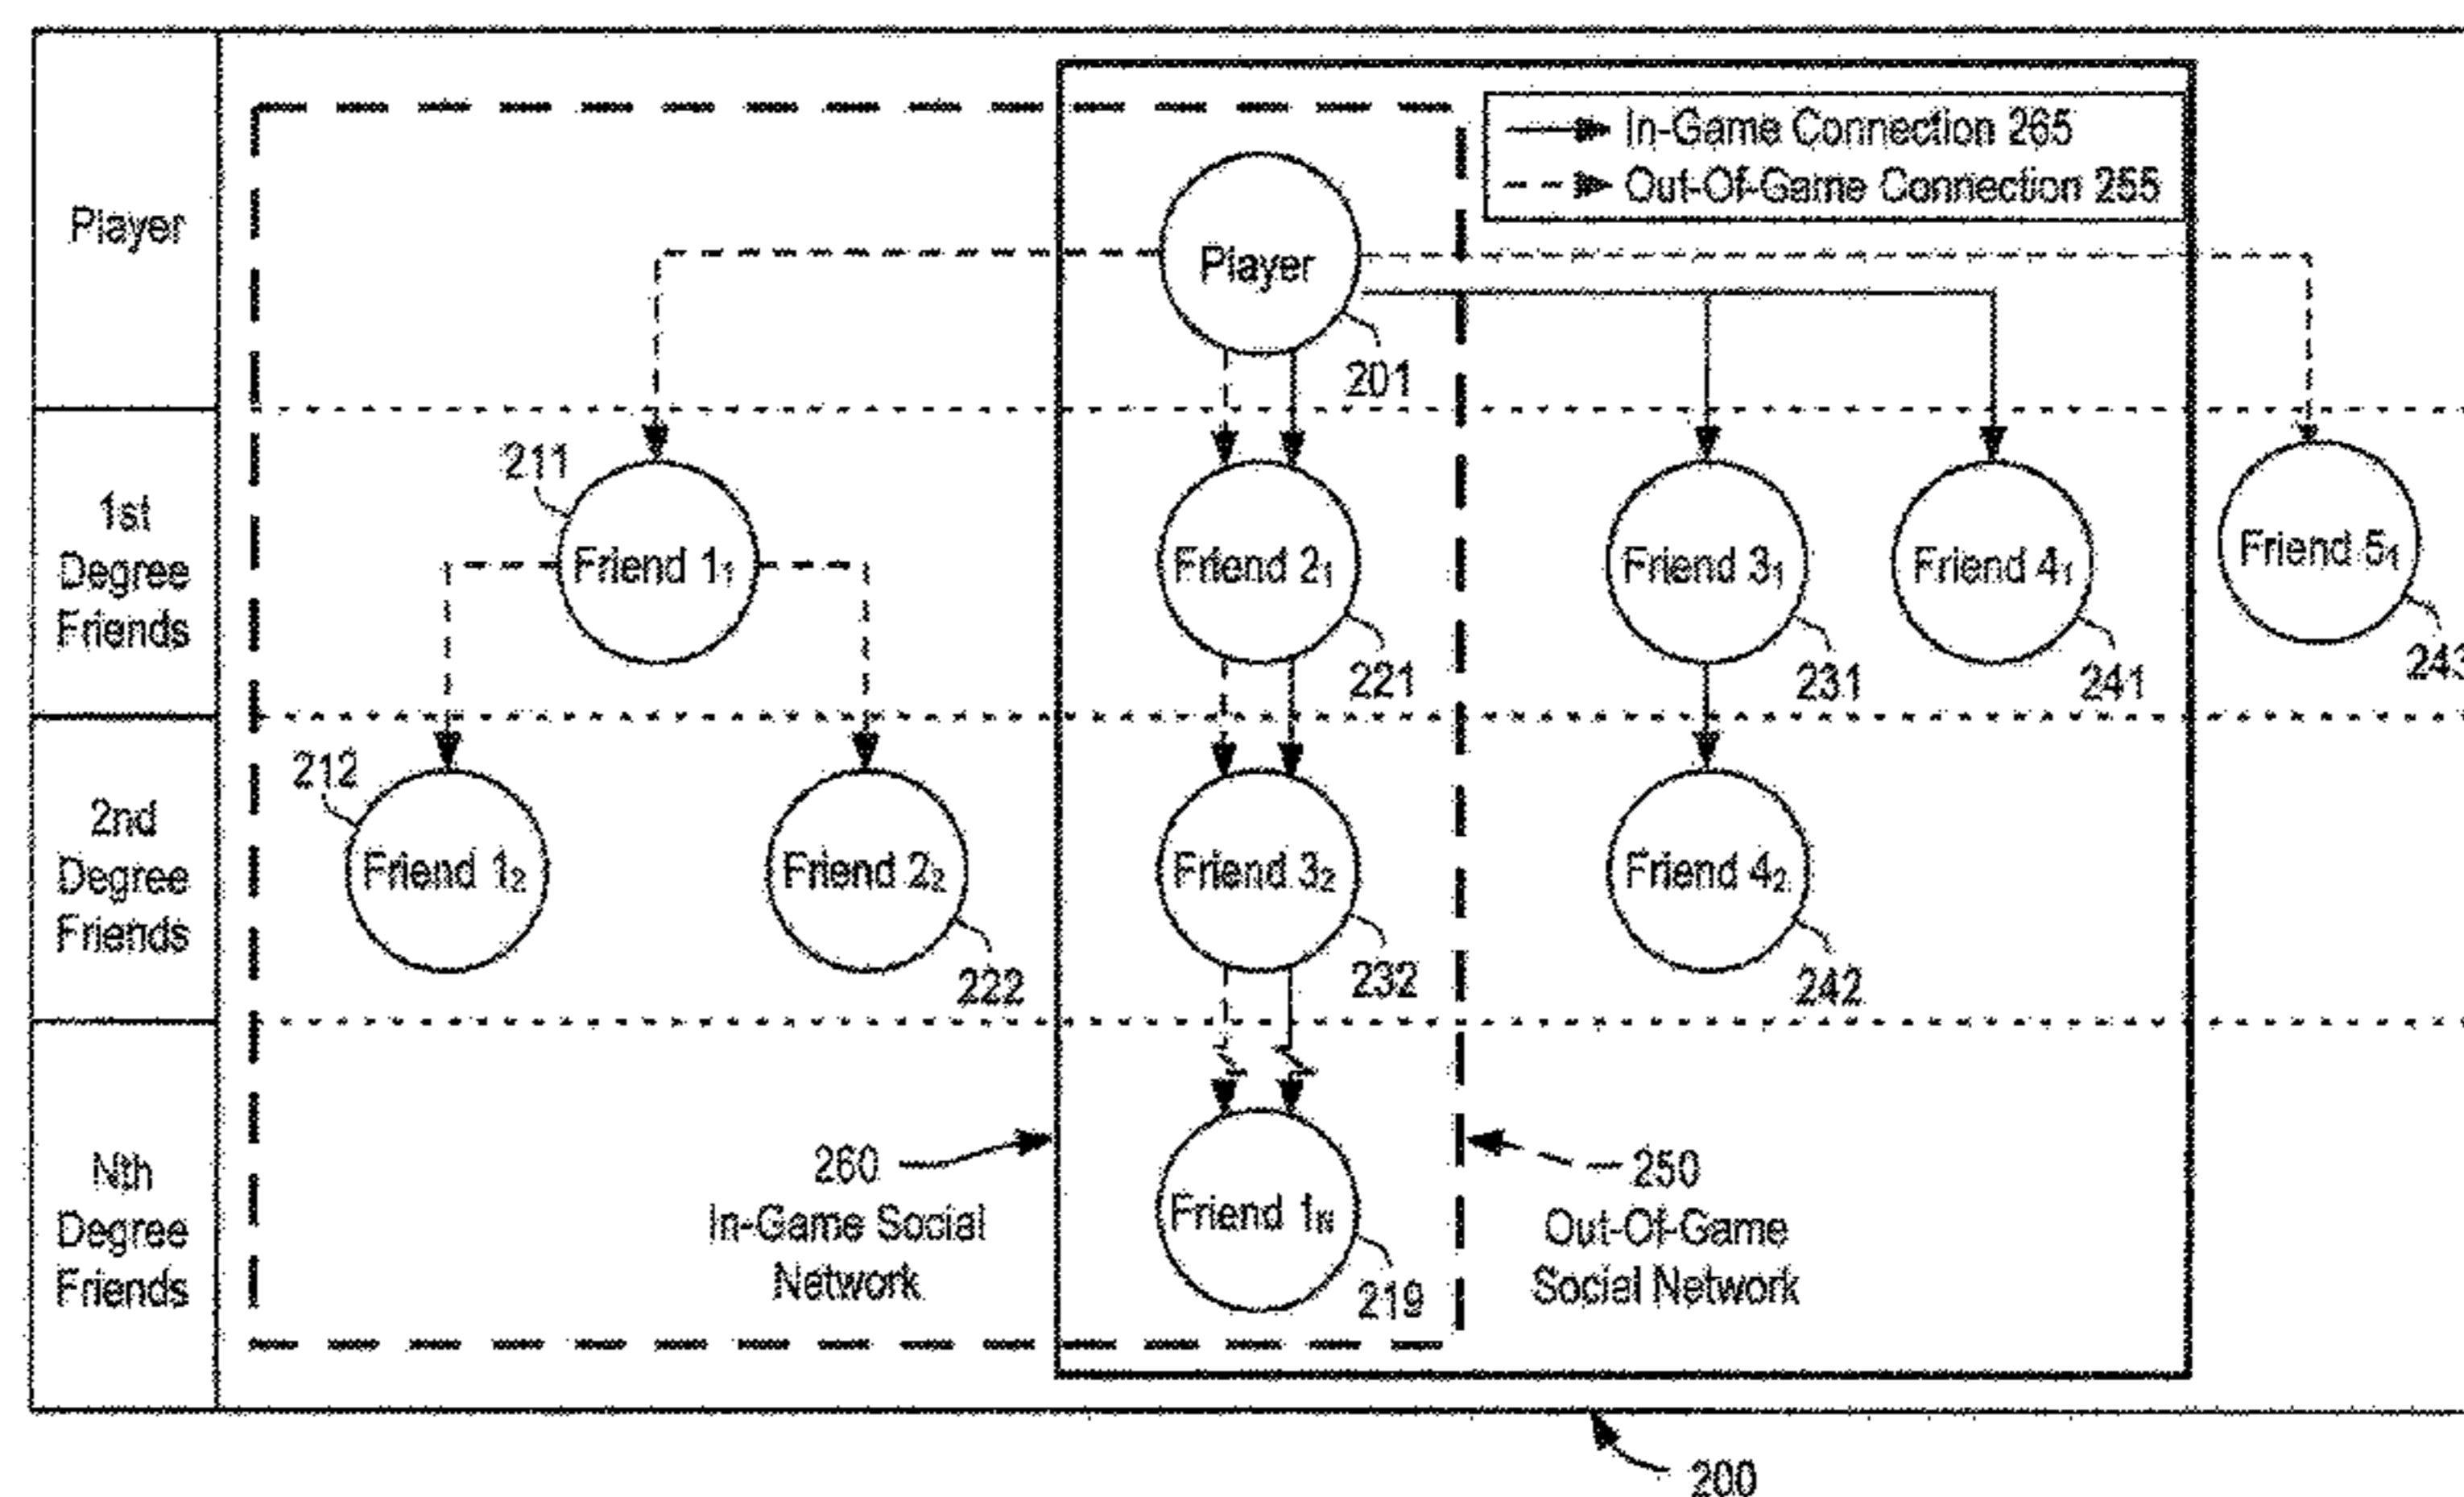 In-Game Connection 265
Out-Of-Game Connection 255
Player
Player
201
1st
Degree
Friends
211
Friend 1₁
Friend 2₁
221
Friend 3₁
231
Friend 4₁
241
Friend 5₁
243
2nd
Degree
Friends
212
Friend 1₂
Friend 2₂
222
Friend 3₂
232
Friend 4₂
242
Nth
Degree
Friends
260
In-Game Social
Network
Friend 1N
219
250
Out-Of-Game
Social Network
200